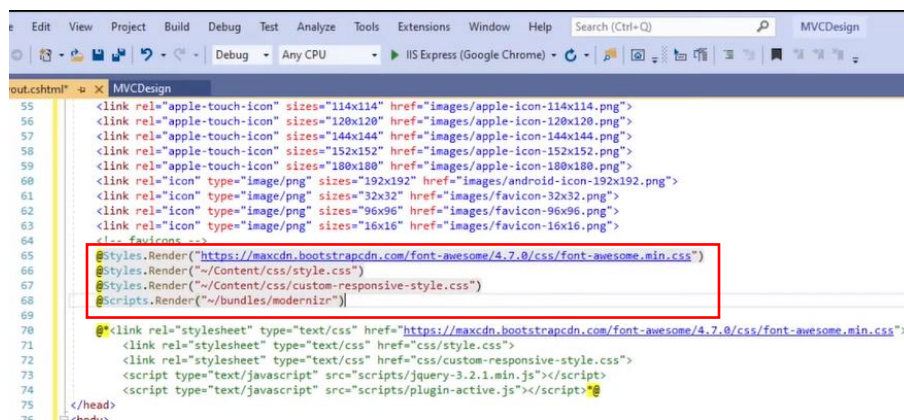 Edit View Project Build Debug Test Analyze Tools Extensions Window Help Search (Ctrl+Q) MVCDesign
Debug Any CPU IIS Express (Google Chrome)
out.cshtml* MVCDesign
55 <link rel="apple-touch-icon" sizes="114x114" href="images/apple-icon-114x114.png">
56 <link rel="apple-touch-icon" sizes="120x120" href="images/apple-icon-120x120.png">
57 <link rel="apple-touch-icon" sizes="144x144" href="images/apple-icon-144x144.png">
58 <link rel="apple-touch-icon" sizes="152x152" href="images/apple-icon-152x152.png">
59 <link rel="apple-touch-icon" sizes="180x180" href="images/apple-icon-180x180.png">
60 <link rel="icon" type="image/png" sizes="192x192" href="images/android-icon-192x192.png">
61 <link rel="icon" type="image/png" sizes="32x32" href="images/favicon-32x32.png">
62 <link rel="icon" type="image/png" sizes="96x96" href="images/favicon-96x96.png">
63 <link rel="icon" type="image/png" sizes="16x16" href="images/favicon-16x16.png">
64 <!-- favicons -->
65 @Styles.Render("https://maxcdn.bootstrapcdn.com/font-awesome/4.7.0/css/font-awesome.min.css")
66 @Styles.Render("~/Content/css/style.css")
67 @Styles.Render("~/Content/css/custom-responsive-style.css")
68 @Scripts.Render("~/bundles/modernizr")
69
70 @*<link rel="stylesheet" type="text/css" href="https://maxcdn.bootstrapcdn.com/font-awesome/4.7.0/css/font-awesome.min.css">
71 <link rel="stylesheet" type="text/css" href="css/style.css">
72 <link rel="stylesheet" type="text/css" href="css/custom-responsive-style.css">
73 <script type="text/javascript" src="scripts/jquery-3.2.1.min.js"></script>
74 <script type="text/javascript" src="scripts/plugin-active.js"></script>*@
75 </head>
76 <body>